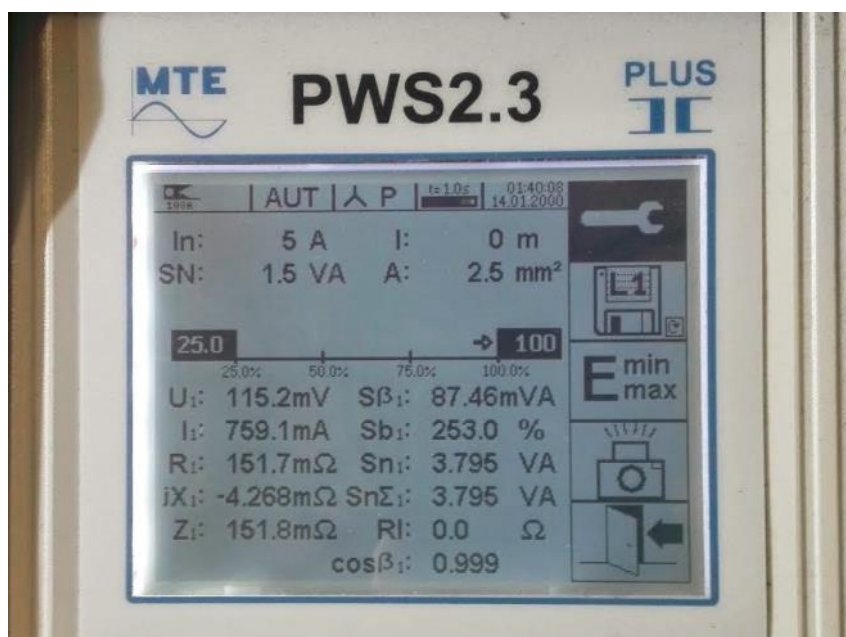 MTE PWS2.3 PLUS
AUT P t= 1.0s 01:40:08
14.01.2000
In: 5 A l: 0 m
SN: 1.5 VA A: 2.5 mm²
L1
25.0 100
25.0% 50.0% 75.0% 100.0%
E min
max
U₁: 115.2mV Sβ₁: 87.46mVA
I₁: 759.1mA Sb₁: 253.0 %
R₁: 151.7mΩ Sn₁: 3.795 VA
jX₁: -4.268mΩ SnΣ₁: 3.795 VA
Z₁: 151.8mΩ Rl: 0.0 Ω
cosβ₁: 0.999